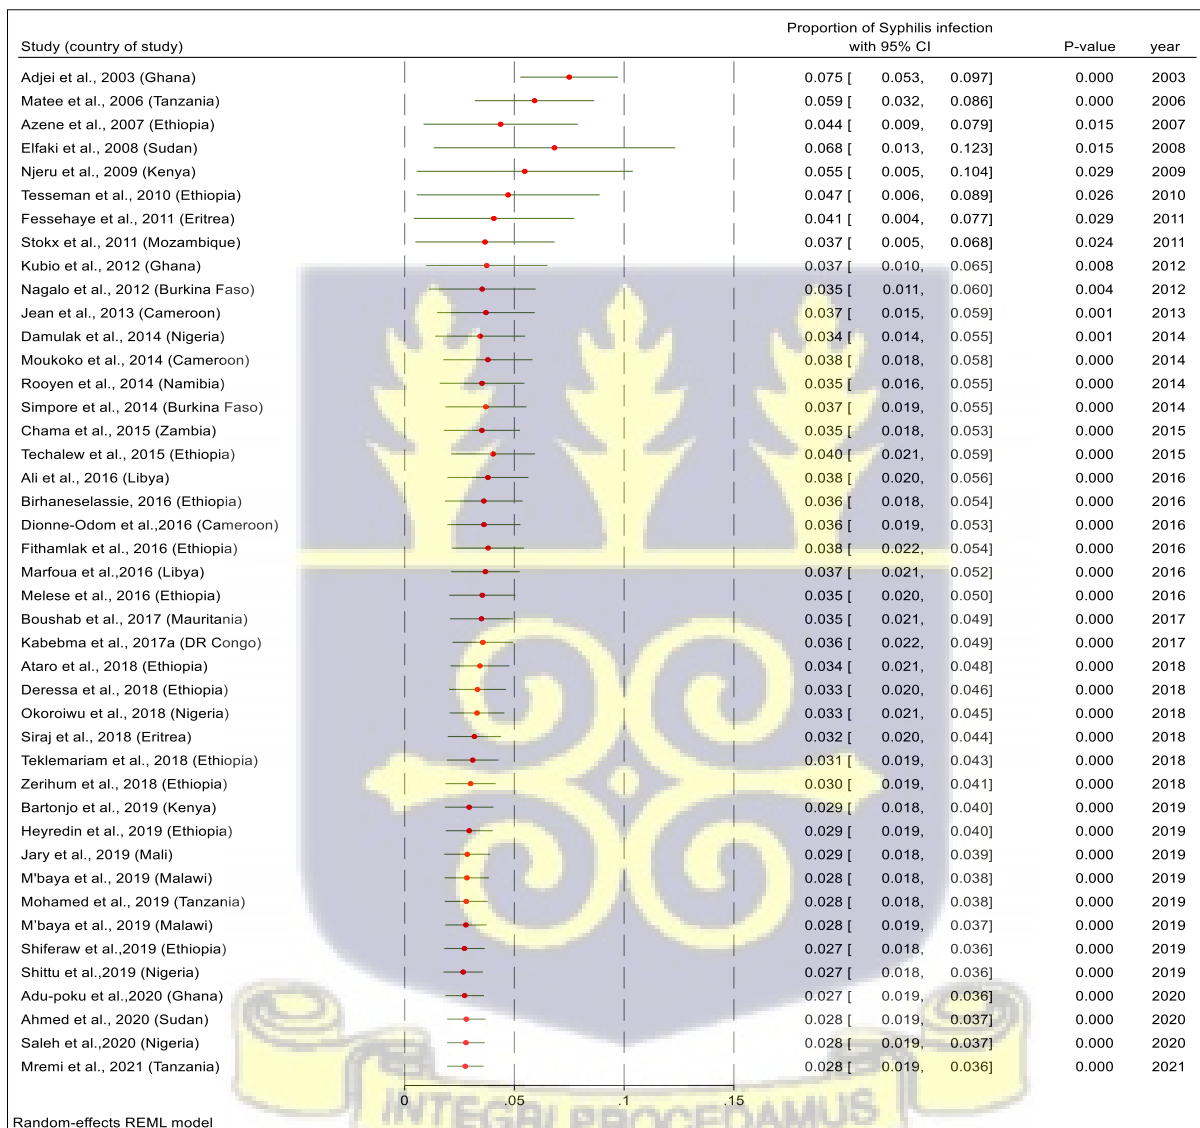 Proportion of Syphilis infection
Study (country of study) with 95% CI P-value year
Adjei et al., 2003 (Ghana) 0.075 [ 0.053, 0.097] 0.000 2003
Matee et al., 2006 (Tanzania) 0.059 [ 0.032, 0.086] 0.000 2006
Azene et al., 2007 (Ethiopia) 0.044 [ 0.009, 0.079] 0.015 2007
Elfaki et al., 2008 (Sudan) 0.068 [ 0.013, 0.123] 0.015 2008
Njeru et al., 2009 (Kenya) 0.055 [ 0.005, 0.104] 0.029 2009
Tesseman et al., 2010 (Ethiopia) 0.047 [ 0.006, 0.089] 0.026 2010
Fessehaye et al., 2011 (Eritrea) 0.041 [ 0.004, 0.077] 0.029 2011
Stokx et al., 2011 (Mozambique) 0.037 [ 0.005, 0.068] 0.024 2011
Kubio et al., 2012 (Ghana) 0.037 [ 0.010, 0.065] 0.008 2012
Nagalo et al., 2012 (Burkina Faso) 0.035 [ 0.011, 0.060] 0.004 2012
Jean et al., 2013 (Cameroon) 0.037 [ 0.015, 0.059] 0.001 2013
Damulak et al., 2014 (Nigeria) 0.034 [ 0.014, 0.055] 0.001 2014
Moukoko et al., 2014 (Cameroon) 0.038 [ 0.018, 0.058] 0.000 2014
Rooyen et al., 2014 (Namibia) 0.035 [ 0.016, 0.055] 0.000 2014
Simpore et al., 2014 (Burkina Faso) 0.037 [ 0.019, 0.055] 0.000 2014
Chama et al., 2015 (Zambia) 0.035 [ 0.018, 0.053] 0.000 2015
Techalew et al., 2015 (Ethiopia) 0.040 [ 0.021, 0.059] 0.000 2015
Ali et al., 2016 (Libya) 0.038 [ 0.020, 0.056] 0.000 2016
Birhaneselassie, 2016 (Ethiopia) 0.036 [ 0.018, 0.054] 0.000 2016
Dionne-Odom et al.,2016 (Cameroon) 0.036 [ 0.019, 0.053] 0.000 2016
Fithamlak et al., 2016 (Ethiopia) 0.038 [ 0.022, 0.054] 0.000 2016
Marfoua et al.,2016 (Libya) 0.037 [ 0.021, 0.052] 0.000 2016
Melese et al., 2016 (Ethiopia) 0.035 [ 0.020, 0.050] 0.000 2016
Boushab et al., 2017 (Mauritania) 0.035 [ 0.021, 0.049] 0.000 2017
Kabebma et al., 2017a (DR Congo) 0.036 [ 0.022, 0.049] 0.000 2017
Ataro et al., 2018 (Ethiopia) 0.034 [ 0.021, 0.048] 0.000 2018
Deressa et al., 2018 (Ethiopia) 0.033 [ 0.020, 0.046] 0.000 2018
Okoroiwu et al., 2018 (Nigeria) 0.033 [ 0.021, 0.045] 0.000 2018
Siraj et al., 2018 (Eritrea) 0.032 [ 0.020, 0.044] 0.000 2018
Teklemariam et al., 2018 (Ethiopia) 0.031 [ 0.019, 0.043] 0.000 2018
Zerihum et al., 2018 (Ethiopia) 0.030 [ 0.019, 0.041] 0.000 2018
Bartonjo et al., 2019 (Kenya) 0.029 [ 0.018, 0.040] 0.000 2019
Heyredin et al., 2019 (Ethiopia) 0.029 [ 0.019, 0.040] 0.000 2019
Jary et al., 2019 (Mali) 0.029 [ 0.018, 0.039] 0.000 2019
M'baya et al., 2019 (Malawi) 0.028 [ 0.018, 0.038] 0.000 2019
Mohamed et al., 2019 (Tanzania) 0.028 [ 0.018, 0.038] 0.000 2019
M'baya et al., 2019 (Malawi) 0.028 [ 0.019, 0.037] 0.000 2019
Shiferaw et al.,2019 (Ethiopia) 0.027 [ 0.018, 0.036] 0.000 2019
Shittu et al.,2019 (Nigeria) 0.027 [ 0.018, 0.036] 0.000 2019
Adu-poku et al.,2020 (Ghana) 0.027 [ 0.019, 0.036] 0.000 2020
Ahmed et al., 2020 (Sudan) 0.028 [ 0.019, 0.037] 0.000 2020
Saleh et al.,2020 (Nigeria) 0.028 [ 0.019, 0.037] 0.000 2020
Mremi et al., 2021 (Tanzania) 0.028 [ 0.019, 0.036] 0.000 2021
0 .05 .1 .15
INTEGRI PROCEDAMUS
Random-effects REML model